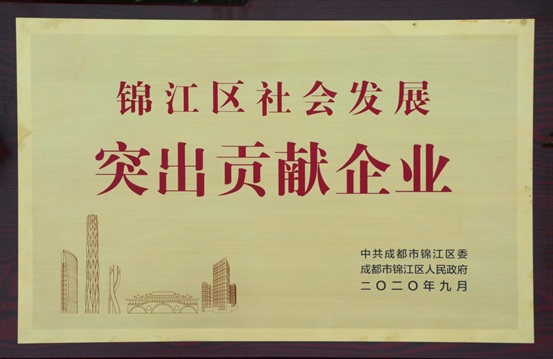 锦江区社会发展
突出贡献企业
中共成都市锦江区委
成都市锦江区人民政府
二〇二〇年九月